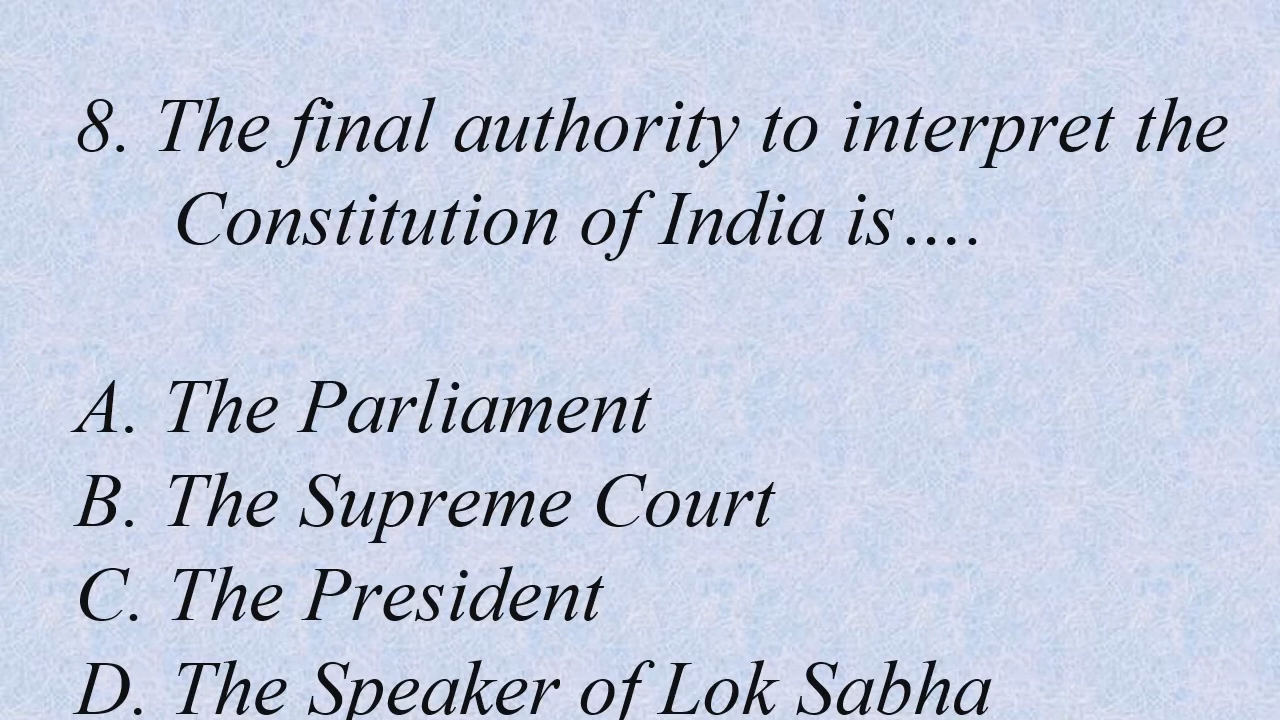 8. The final authority to interpret the
Constitution of India is....
A. The Parliament
B. The Supreme Court
C. The President
D. The Speaker of Lok Sabha